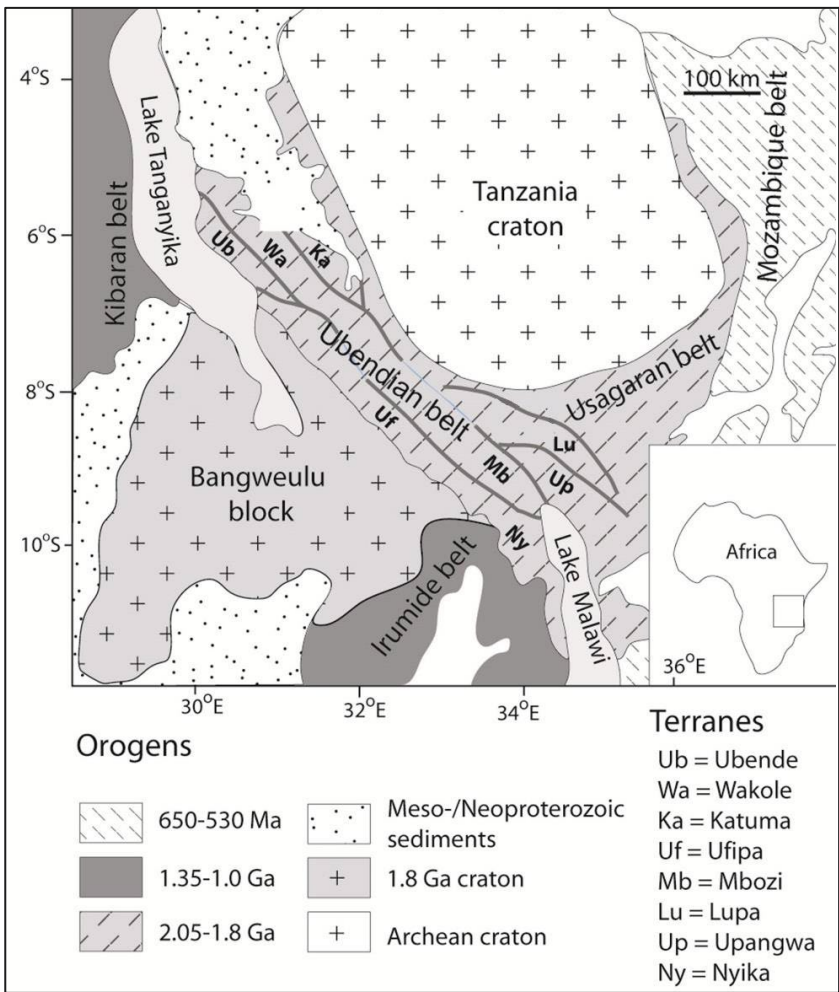 4°S
6°S
8°S
10°S
30°E
32°E
34°E
36°E
100 km
Lake Tanganyika
Kibaran belt
Tanzania
craton
Mozambique belt
Ub
Wa
Ka
Ubendian belt
Usagaran belt
Uf
Lu
Mb
Up
Bangweulu
block
Ny
Irumide belt
Lake Malawi
Africa
Orogens
650-530 Ma
1.35-1.0 Ga
2.05-1.8 Ga
Meso-/Neoproterozoic
sediments
1.8 Ga craton
Archean craton
Terranes
Ub = Ubende
Wa = Wakole
Ka = Katuma
Uf = Ufipa
Mb = Mbozi
Lu = Lupa
Up = Upangwa
Ny = Nyika